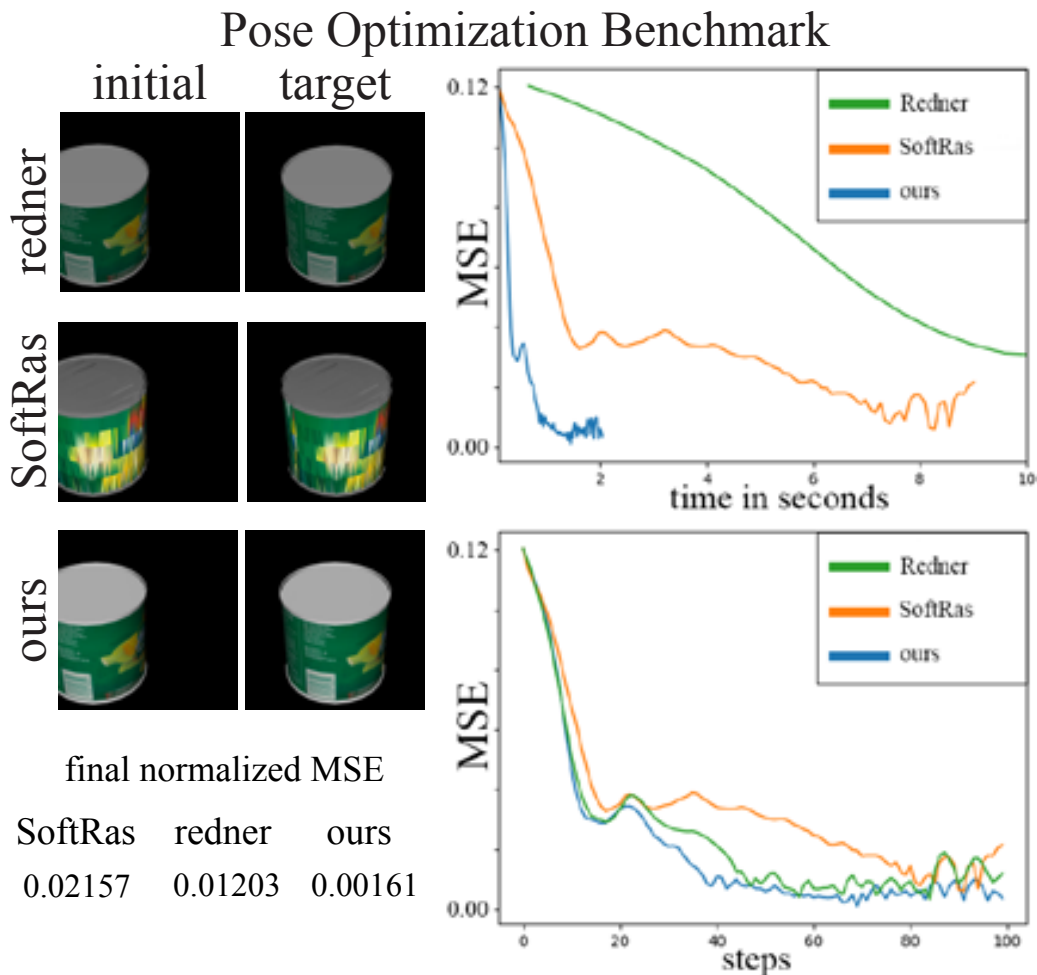 Pose Optimization Benchmark
initial target
redner
SoftRas
ours
final normalized MSE
SoftRas redner ours
0.02157 0.01203 0.00161
0.12
MSE
0.00
Redner
SoftRas
ours
2 4 6 8 10
time in seconds
0.12
MSE
0.00
Redner
SoftRas
ours
0 20 40 60 80 100
steps